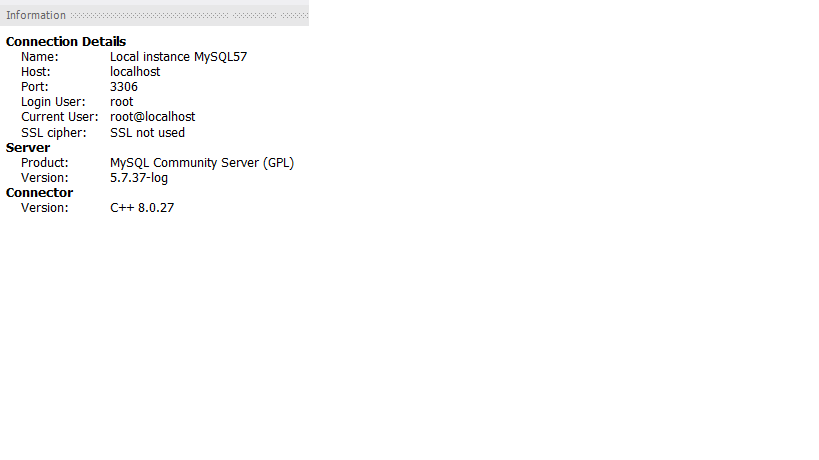 Information
Connection Details
Name: Local instance MySQL57
Host: localhost
Port: 3306
Login User: root
Current User: root@localhost
SSL cipher: SSL not used
Server
Product: MySQL Community Server (GPL)
Version: 5.7.37-log
Connector
Version: C++ 8.0.27